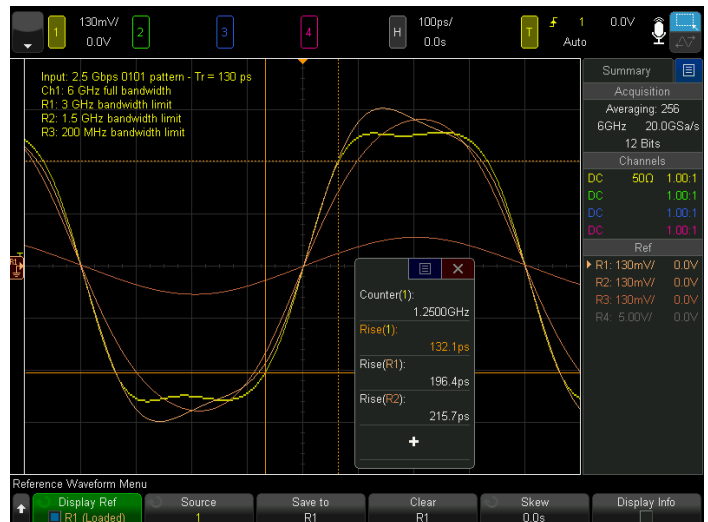 1 130mV/ 0.0V 2 3 4 H 100ps/ 0.0s T 1 0.0V Auto
Input: 2.5 Gbps 0101 pattern - Tr = 130 ps
Ch1: 6 GHz full bandwidth
R1: 3 GHz bandwidth limit
R2: 1.5 GHz bandwidth limit
R3: 200 MHz bandwidth limit
T
R1
Counter(1):
1.2500GHz
Rise(1):
132.1ps
Rise(R1):
196.4ps
Rise(R2):
215.7ps
Summary
Acquisition
Averaging: 256
6GHz 20.0GSa/s
12 Bits
Channels
DC 50Ω 1.00:1
DC 1.00:1
DC 1.00:1
DC 1.00:1
Ref
R1: 130mV/ 0.0V
R2: 130mV/ 0.0V
R3: 130mV/ 0.0V
R4: 5.00V/ 0.0V
Reference Waveform Menu
Display Ref Source Save to Clear Skew Display Info
R1 (Loaded) 1 R1 R1 0.0s